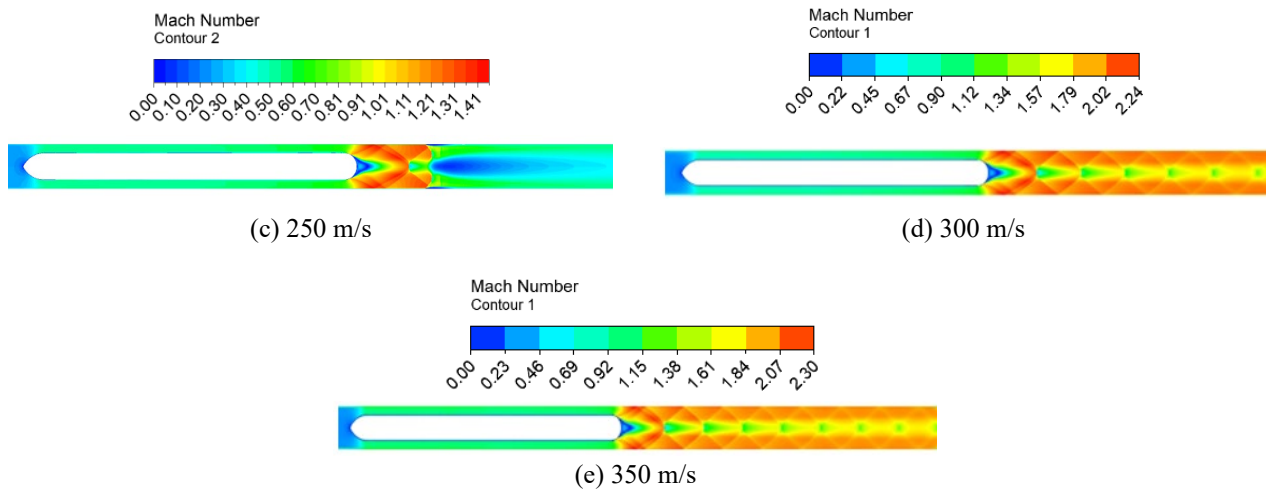 Mach Number
Contour 2
0.00 0.10 0.20 0.30 0.40 0.50 0.60 0.70 0.81 0.91 1.01 1.11 1.21 1.31 1.41
(c) 250 m/s
Mach Number
Contour 1
0.00 0.22 0.45 0.67 0.90 1.12 1.34 1.57 1.79 2.02 2.24
(d) 300 m/s
Mach Number
Contour 1
0.00 0.23 0.46 0.69 0.92 1.15 1.38 1.61 1.84 2.07 2.30
(e) 350 m/s